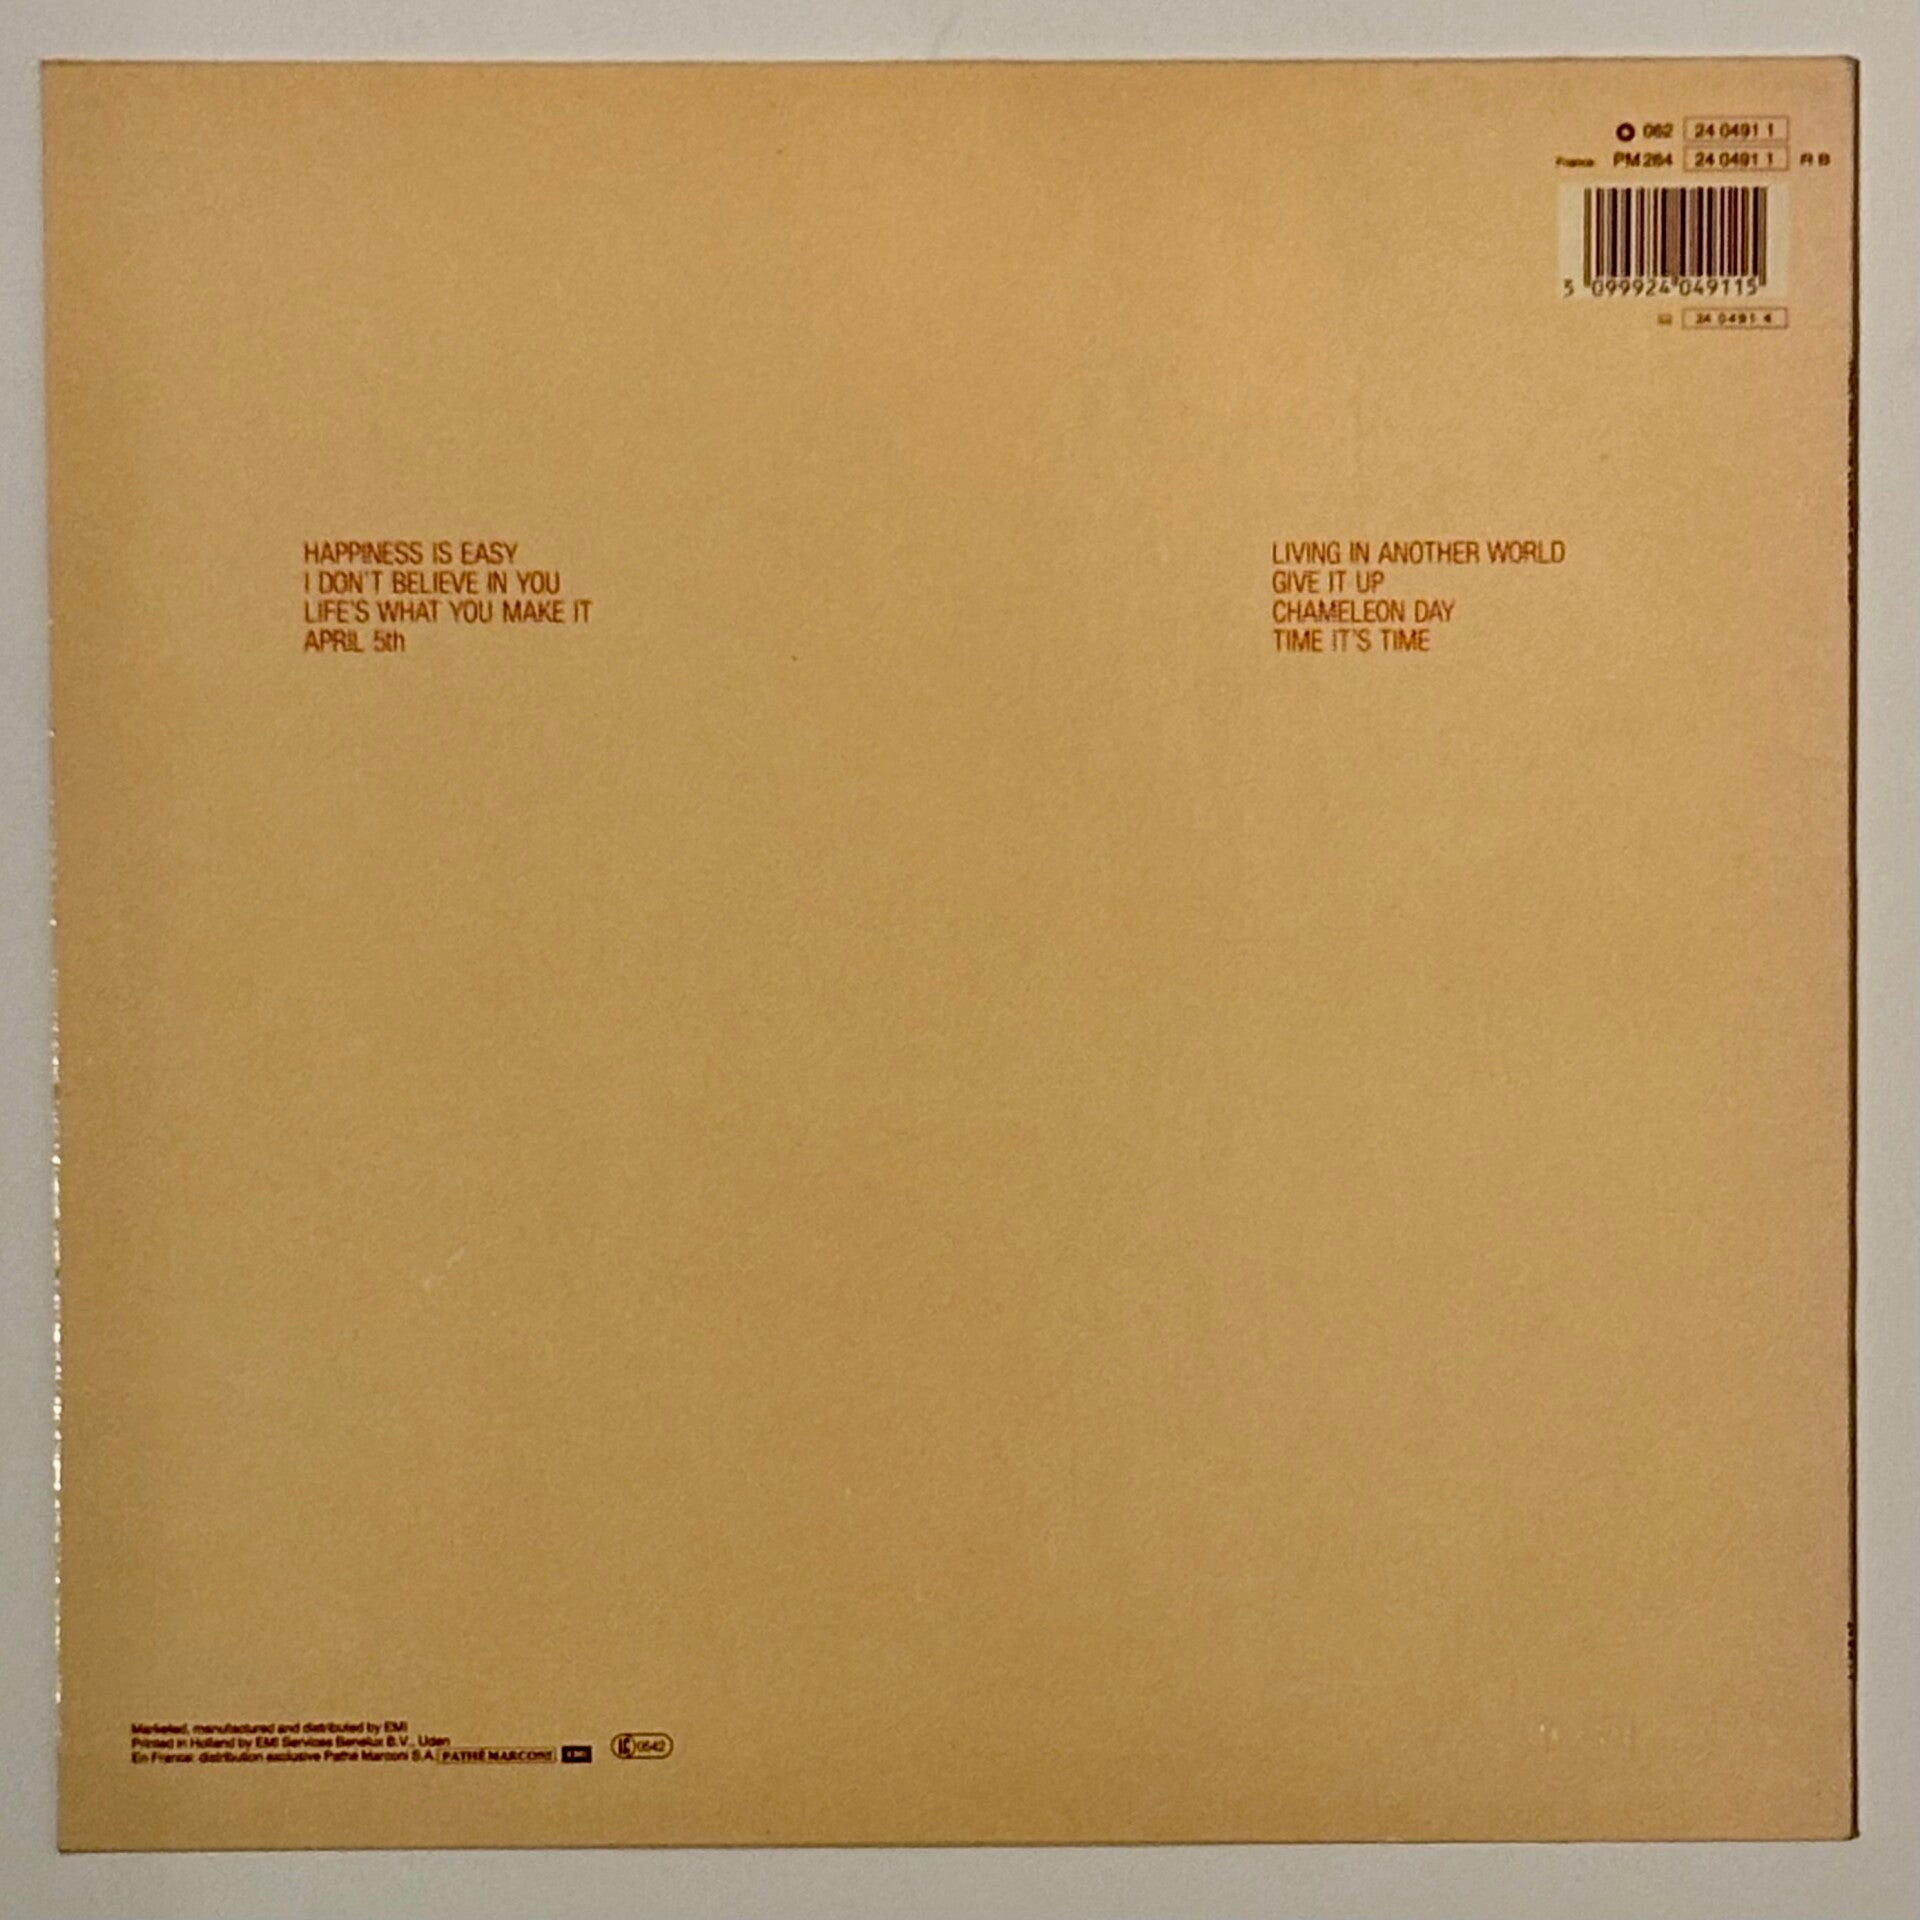 062 24 0491 1
France PM 264 24 0491 1 R B
5 099924 049115
24 0491 4
HAPPINESS IS EASY
I DON'T BELIEVE IN YOU
LIFE'S WHAT YOU MAKE IT
APRIL 5th
LIVING IN ANOTHER WORLD
GIVE IT UP
CHAMELEON DAY
TIME IT'S TIME
Marketed, manufactured and distributed by EMI
Printed in Holland by EMI Services Benelux B.V., Uden
En France: distribution exclusive Pathé Marconi S.A. PATHÉ MARCONI EMI
LC 0542